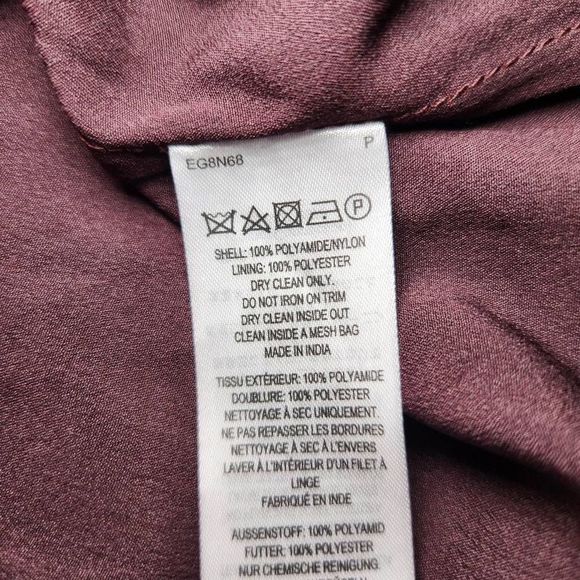 EG8N68
P
P
SHELL: 100% POLYAMIDE/NYLON
LINING: 100% POLYESTER
DRY CLEAN ONLY.
DO NOT IRON ON TRIM
DRY CLEAN INSIDE OUT
CLEAN INSIDE A MESH BAG
MADE IN INDIA
TISSU EXTÉRIEUR: 100% POLYAMIDE
DOUBLURE: 100% POLYESTER
NETTOYAGE À SEC UNIQUEMENT.
NE PAS REPASSER LES BORDURES
NETTOYAGE À SEC À L'ENVERS
LAVER À L'INTÉRIEUR D'UN FILET À
LINGE
FABRIQUÉ EN INDE
AUSSENSTOFF: 100% POLYAMID
FUTTER: 100% POLYESTER
NUR CHEMISCHE REINIGUNG